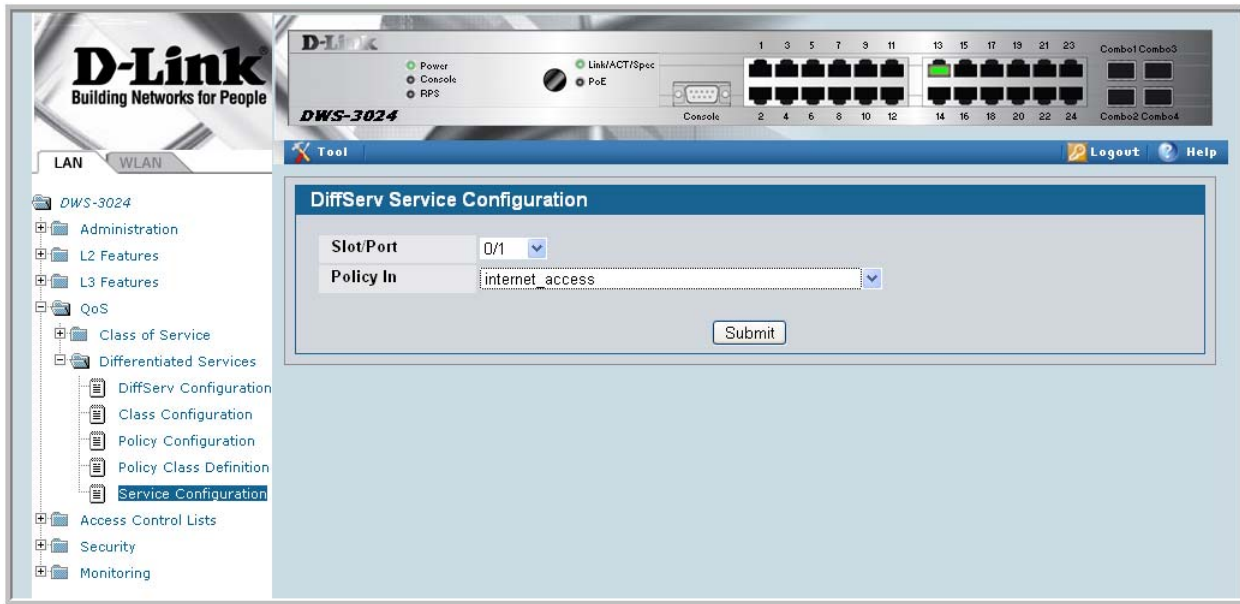 D-Link
Building Networks for People
D-Link
Power
Console
RPS
Link/ACT/Spec
PoE
DWS-3024
Console
1 3 5 7 9 11 13 15 17 19 21 23
Combo1 Combo3
2 4 6 8 10 12 14 16 18 20 22 24
Combo2 Combo4
LAN WLAN
Tool
Logout Help
DWS-3024
Administration
L2 Features
L3 Features
QoS
Class of Service
Differentiated Services
DiffServ Configuration
Class Configuration
Policy Configuration
Policy Class Definition
Service Configuration
Access Control Lists
Security
Monitoring
DiffServ Service Configuration
Slot/Port 0/1
Policy In internet_access
Submit